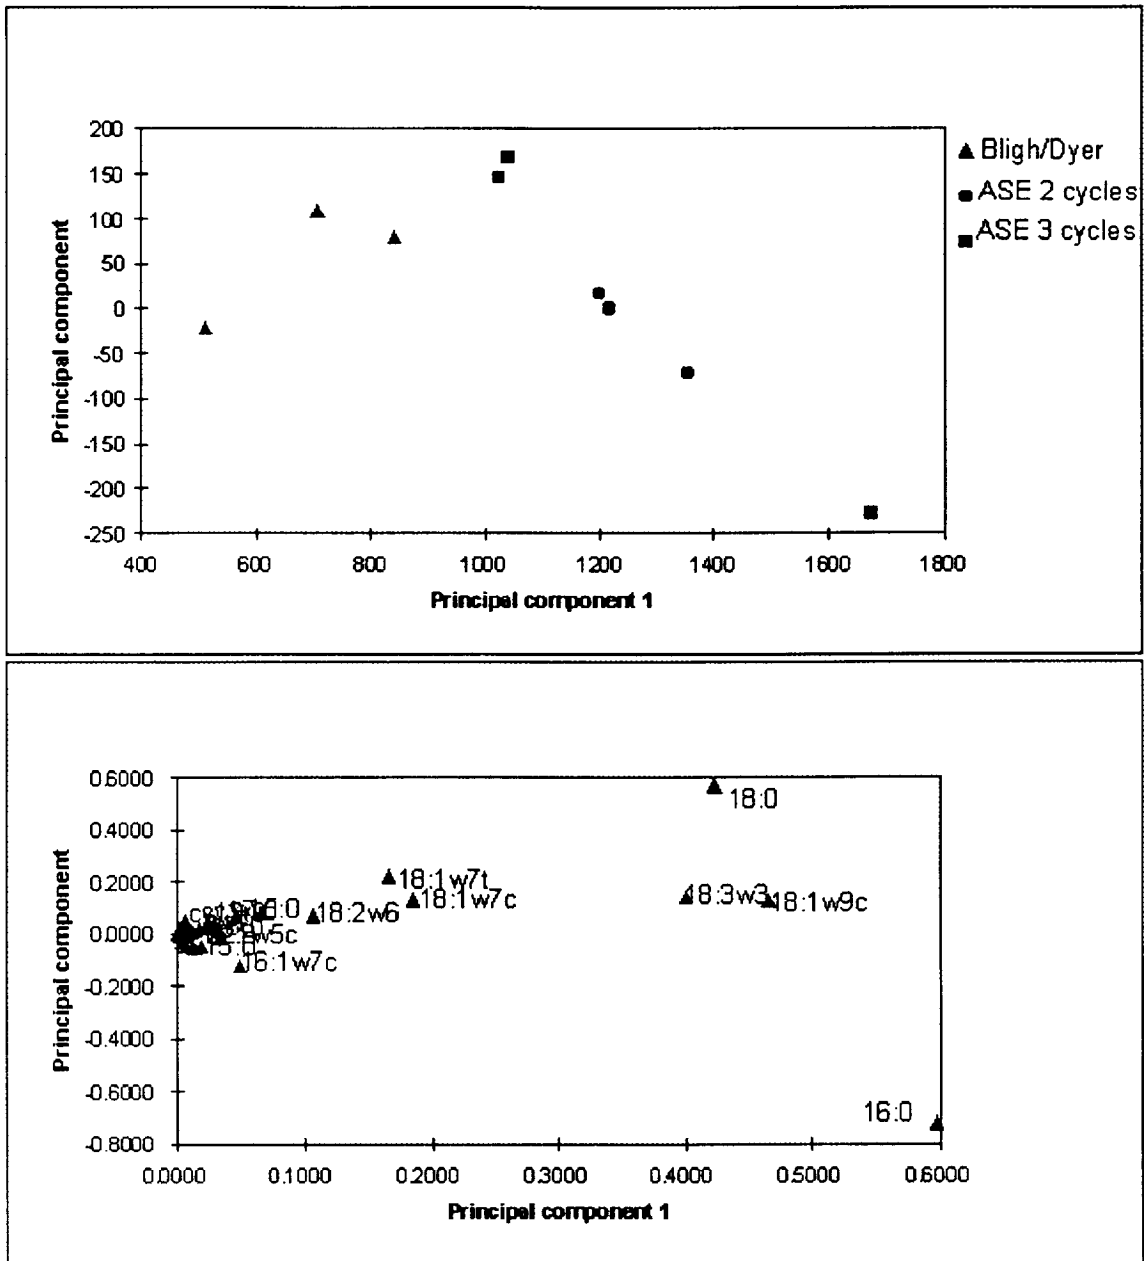 200
150
100
50
0
-50
-100
-150
-200
-250
400 600 800 1000 1200 1400 1600 1800
Principal component
Principal component 1
Bligh/Dyer
ASE 2 cycles
ASE 3 cycles
0.6000
0.4000
0.2000
0.0000
-0.2000
-0.4000
-0.6000
-0.8000
0.0000 0.1000 0.2000 0.3000 0.4000 0.5000 0.6000
Principal component
Principal component 1
18:0
18:1w7t
18:1w7c
18:3w3
18:1w9c
18:2w6
15:0
16:1w7c
16:0